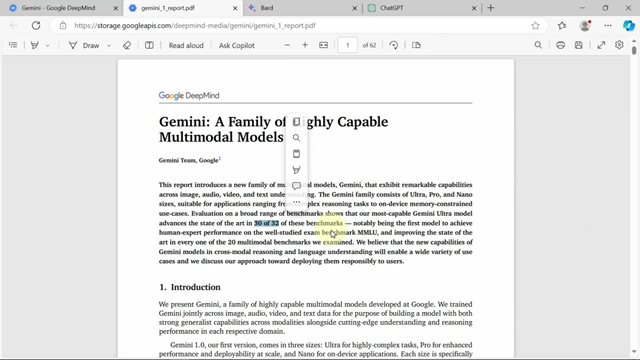 Gemini - Google DeepMind
gemini_1_report.pdf
Bard
ChatGPT
https://storage.googleapis.com/deepmind-media/gemini/gemini_1_report.pdf
Draw
Read aloud
Ask Copilot
1
of 62
Google DeepMind
Gemini: A Family of Highly Capable
Multimodal Models
Gemini Team, Google1
This report introduces a new family of multimodal models, Gemini, that exhibit remarkable capabilities
across image, audio, video, and text understanding. The Gemini family consists of Ultra, Pro, and Nano
sizes, suitable for applications ranging from complex reasoning tasks to on-device memory-constrained
use-cases. Evaluation on a broad range of benchmarks shows that our most-capable Gemini Ultra model
advances the state of the art in 30 of 32 of these benchmarks — notably being the first model to achieve
human-expert performance on the well-studied exam benchmark MMLU, and improving the state of the
art in every one of the 20 multimodal benchmarks we examined. We believe that the new capabilities of
Gemini models in cross-modal reasoning and language understanding will enable a wide variety of use
cases and we discuss our approach toward deploying them responsibly to users.
1. Introduction
We present Gemini, a family of highly capable multimodal models developed at Google. We trained
Gemini jointly across image, audio, video, and text data for the purpose of building a model with both
strong generalist capabilities across modalities alongside cutting-edge understanding and reasoning
performance in each respective domain.
Gemini 1.0, our first version, comes in three sizes: Ultra for highly-complex tasks, Pro for enhanced
performance and deployability at scale, and Nano for on-device applications. Each size is specifically